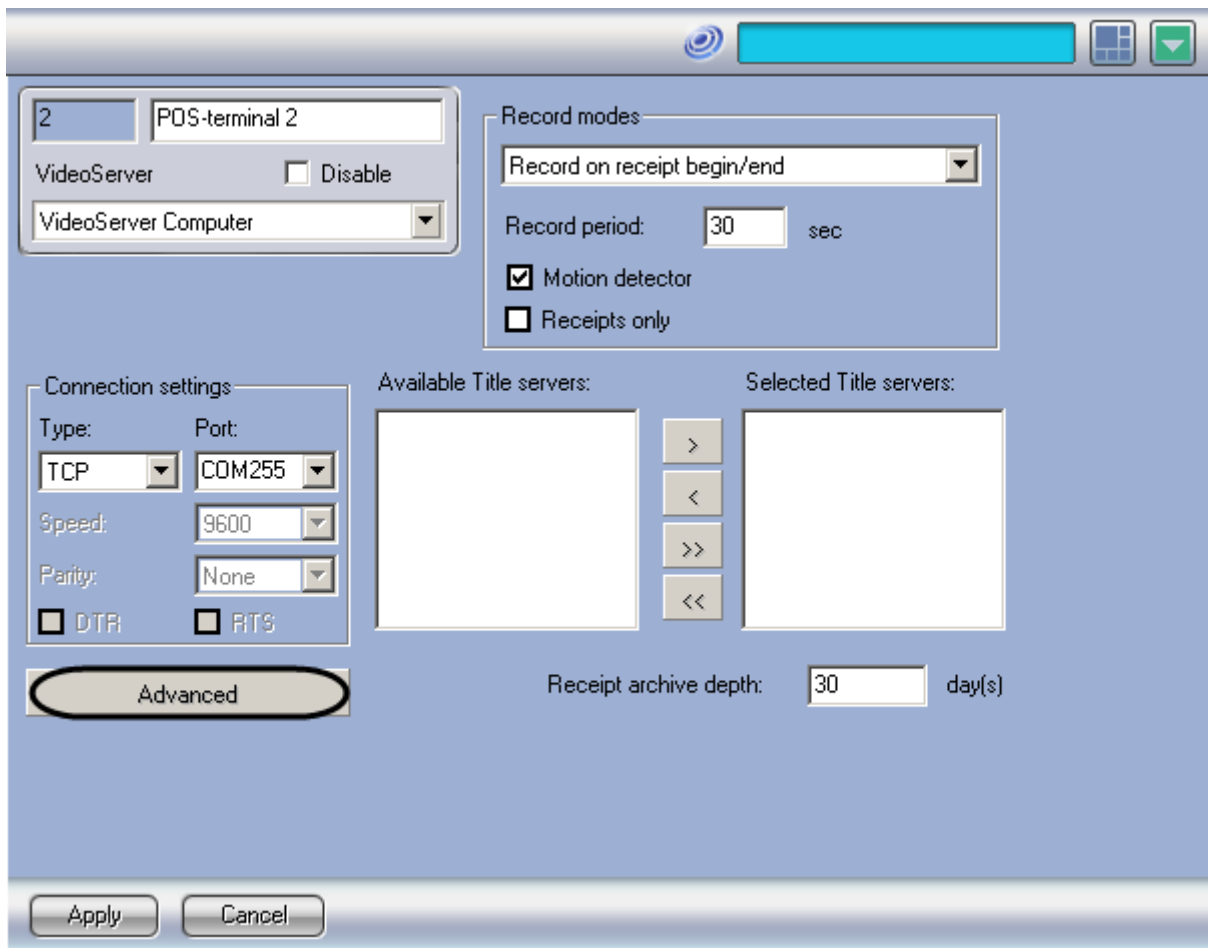 2 POS-terminal 2
VideoServer Disable
VideoServer Computer
Record modes
Record on receipt begin/end
Record period: 30 sec
Motion detector
Receipts only
Connection settings
Type: Port:
TCP COM255
Speed: 9600
Parity: None
DTR RTS
Advanced
Available Title servers:
>
<
>>
<<
Selected Title servers:
Receipt archive depth: 30 day(s)
Apply Cancel